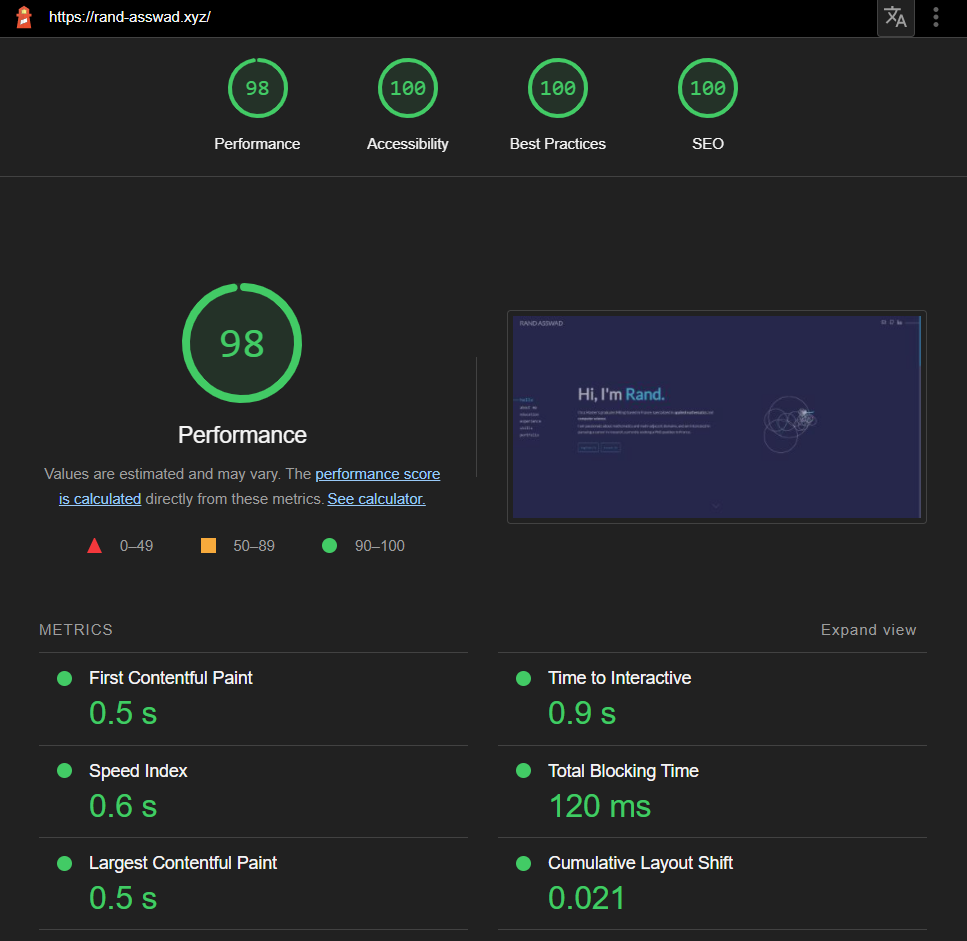 https://rand-asswad.xyz/
98
100
100
100
Performance
Accessibility
Best Practices
SEO
98
Performance
Values are estimated and may vary. The performance score
is calculated directly from these metrics. See calculator.
0–49
50–89
90–100
RAND ASSWAD
Hi, I'm Rand.
METRICS
Expand view
First Contentful Paint
0.5 s
Time to Interactive
0.9 s
Speed Index
0.6 s
Total Blocking Time
120 ms
Largest Contentful Paint
0.5 s
Cumulative Layout Shift
0.021